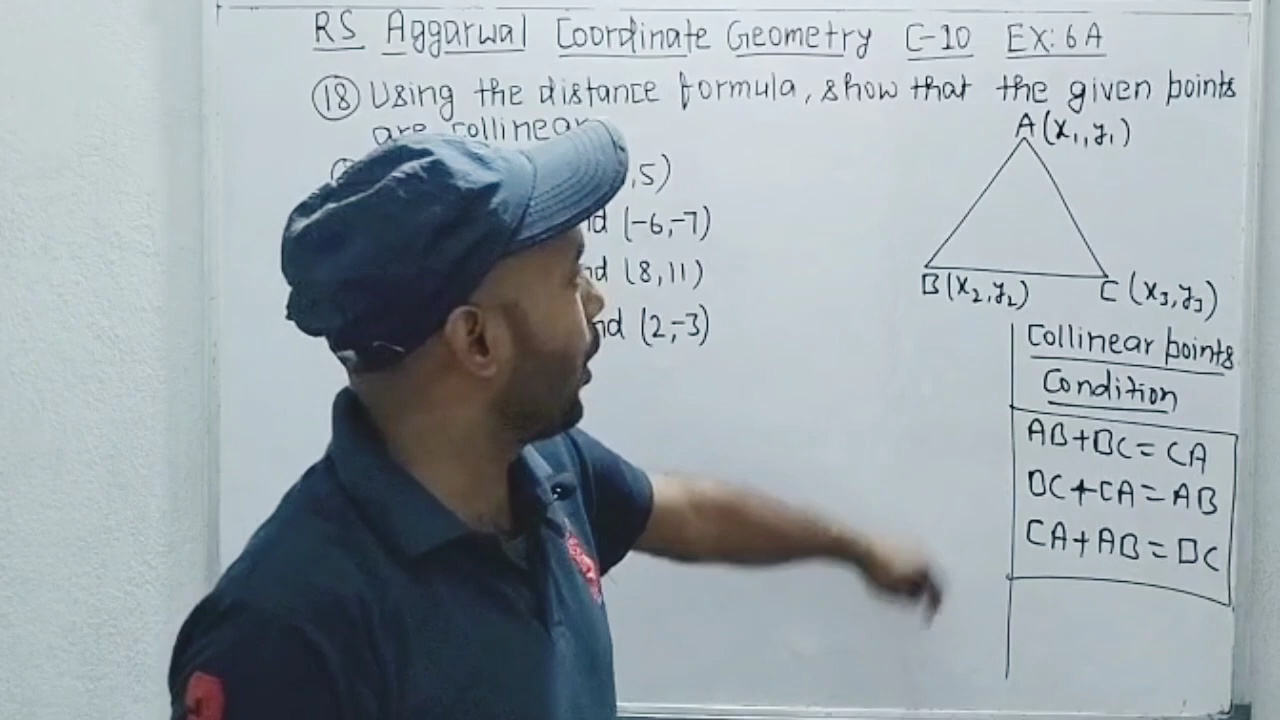 RS Aggarwal Coordinate Geometry C-10 EX: 6A
(18) Using the distance formula, show that the given points
are collinear
,5)
(-6,-7)
(8,11)
(2,-3)
A(x₁,y₁)
B(x₂,y₂) C(x₃,y₃)
Collinear points
Condition
AB+BC=CA
BC+CA=AB
CA+AB=BC